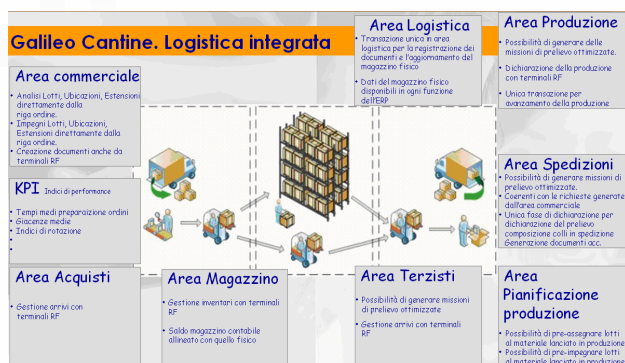 Galileo Cantine. Logistica integrata
Area Logistica
• Transazione unica in area
logistica per la registrazione dei
documenti e l'aggiornamento del
magazzino fisico
• Dati del magazzino fisico
disponibili in ogni funzione
dell'ERP
Area Produzione
• Possibilità di generare delle
missioni di prelievo ottimizzate.
• Dichiarazione della produzione
con terminali RF
• Unica transazione per
avanzamento della produzione
Area commerciale
• Analisi Lotti, Ubicazioni, Estensioni
direttamente dalla
riga ordine.
• Impegni Lotti, Ubicazioni,
Estensioni direttamente dalla
riga ordine.
• Creazione documenti anche da
terminali RF
KPI Indici di performance
• Tempi medi preparaizione ordini
• Giacenze medie
• Indici di rotazione
•
•
Area Spedizioni
• Possibilità di generare missioni di
prelievo ottimizzate.
• Coerenti con le richieste generate
dall'area commerciale
• Unica fase di dichiarazione per
dichiarazione del prelievo
composizione colli in spedizione
Generazione documenti acc.
Area Acquisti
• Gestione arrivi con
terminali RF
Area Magazzino
• Gestione inventari con terminali
RF
• Saldo magazzino contabile
allineato con quello fisico
Area Terzisti
• Possibilità di generare missioni
di prelievo ottimizzate
• Gestione arrivi con terminali
RF
Area
Pianificazione
produzione
• Possibilità di pre-assegnare lotti
al materiale lanciato in produzione
• Possibilità di pre-impegnare lotti
al materiale lanciato in produzione